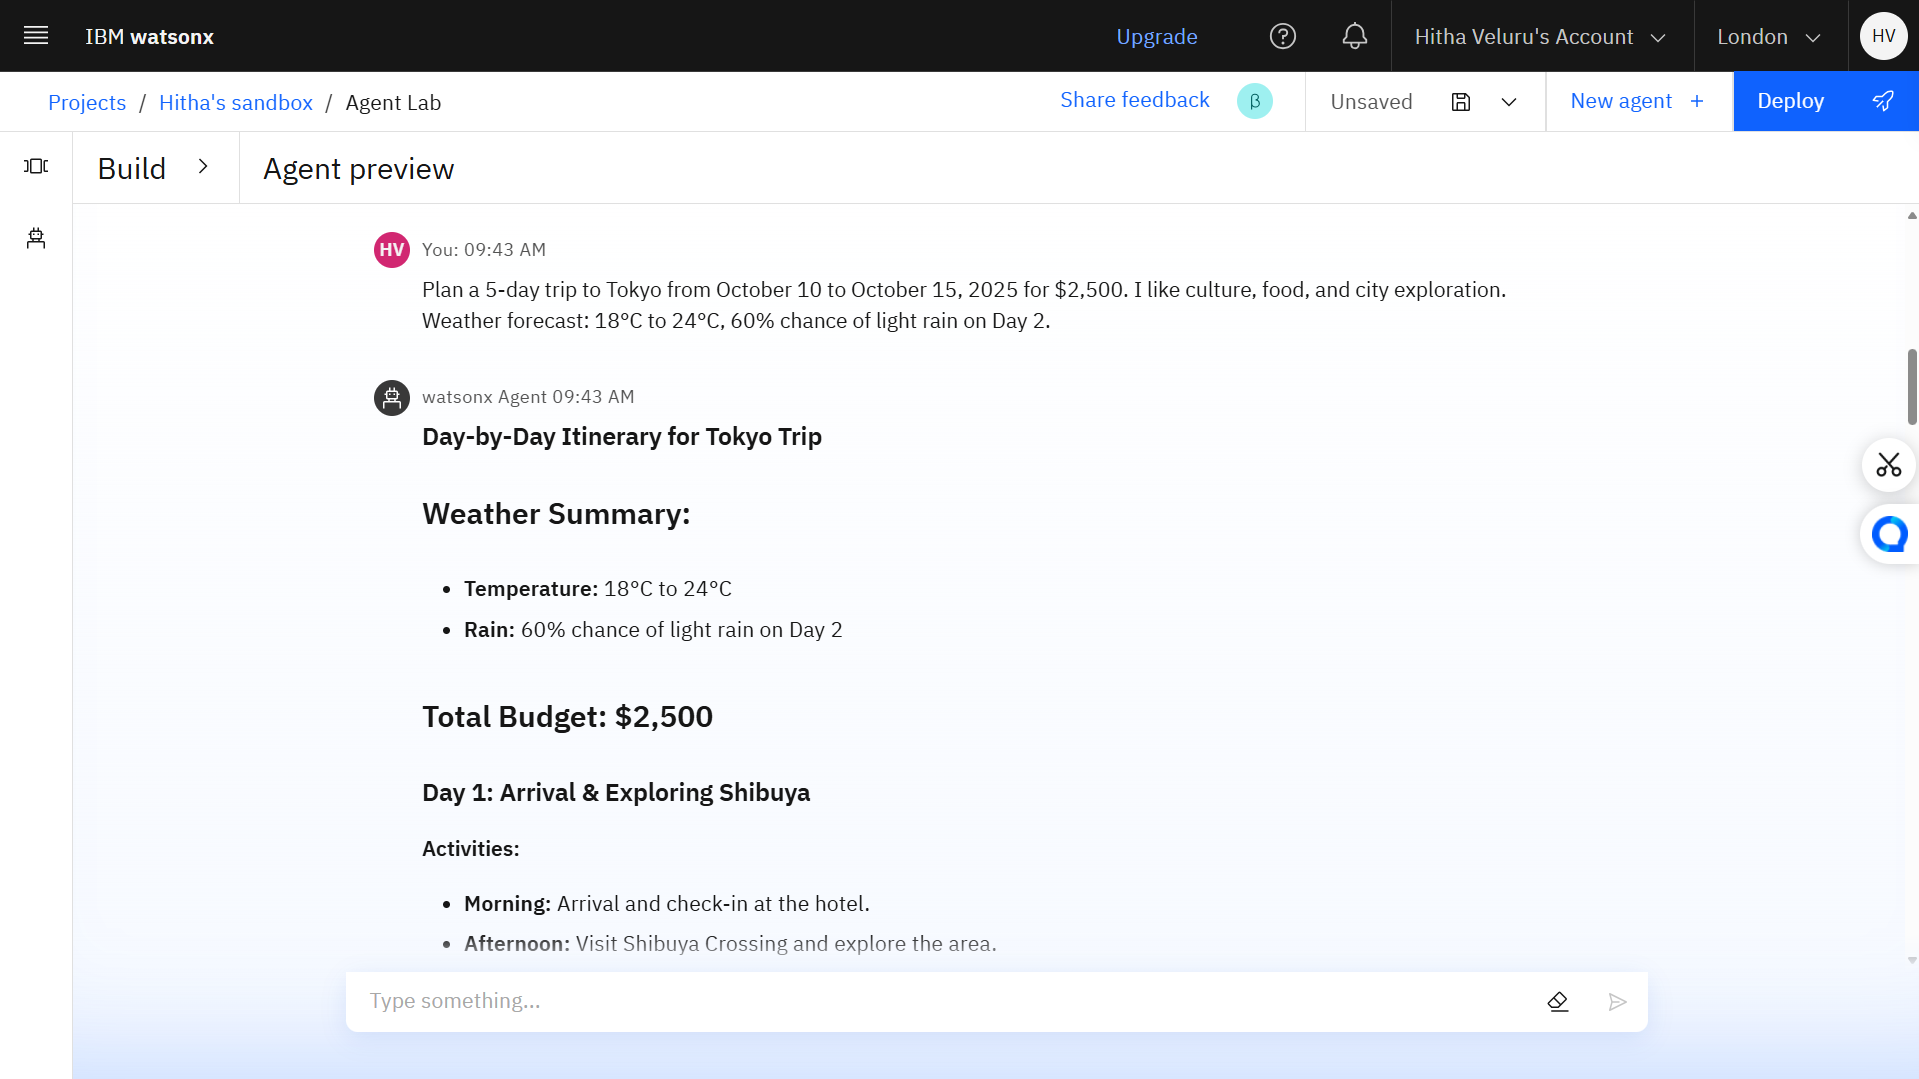 IBM watsonx
Upgrade
Hitha Veluru's Account
London
HV
Projects / Hitha's sandbox / Agent Lab
Share feedback
β
Unsaved
New agent +
Deploy
Build
Agent preview
HV
You: 09:43 AM
Plan a 5-day trip to Tokyo from October 10 to October 15, 2025 for $2,500. I like culture, food, and city exploration.
Weather forecast: 18°C to 24°C, 60% chance of light rain on Day 2.
watsonx Agent 09:43 AM
Day-by-Day Itinerary for Tokyo Trip
Weather Summary:
• Temperature: 18°C to 24°C
• Rain: 60% chance of light rain on Day 2
Total Budget: $2,500
Day 1: Arrival & Exploring Shibuya
Activities:
• Morning: Arrival and check-in at the hotel.
• Afternoon: Visit Shibuya Crossing and explore the area.
Type something...